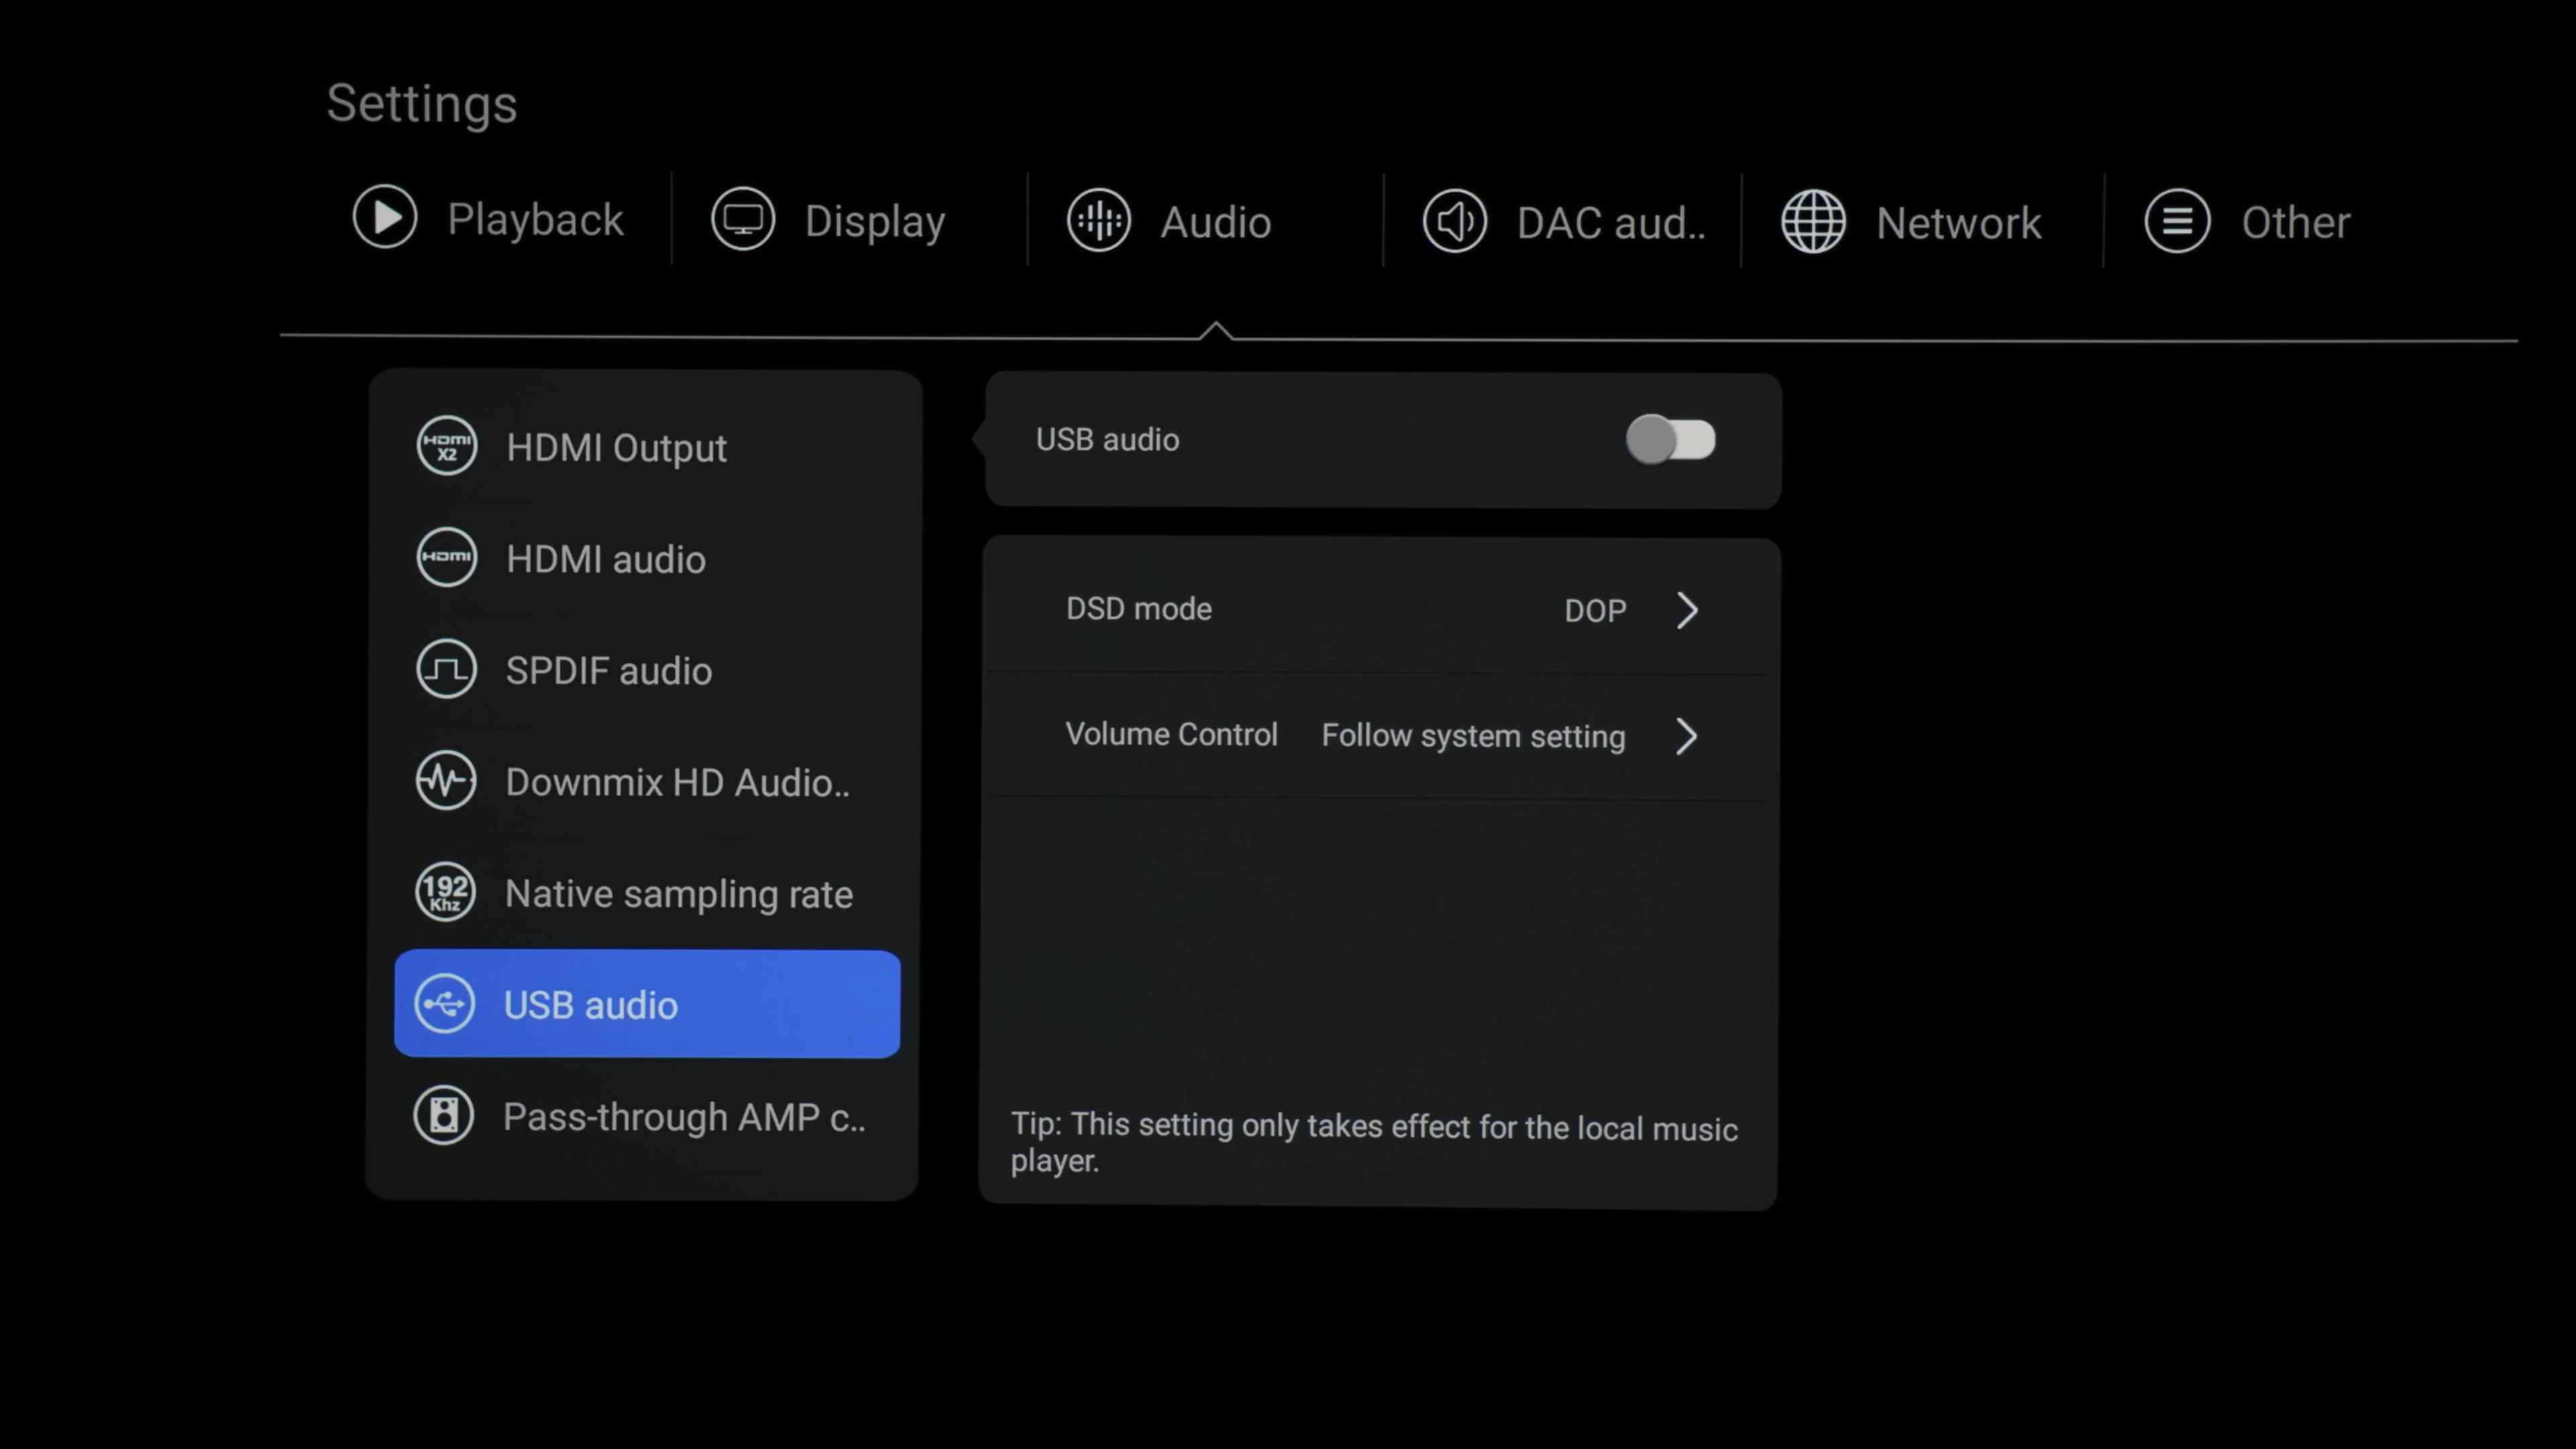 Settings
Playback
Display
Audio
DAC aud..
Network
Other
HDMI X2
HDMI Output
HDMI
HDMI audio
SPDIF audio
Downmix HD Audio..
192 Khz
Native sampling rate
USB audio
Pass-through AMP c..
USB audio
DSD mode DOP
Volume Control Follow system setting
Tip: This setting only takes effect for the local music
player.